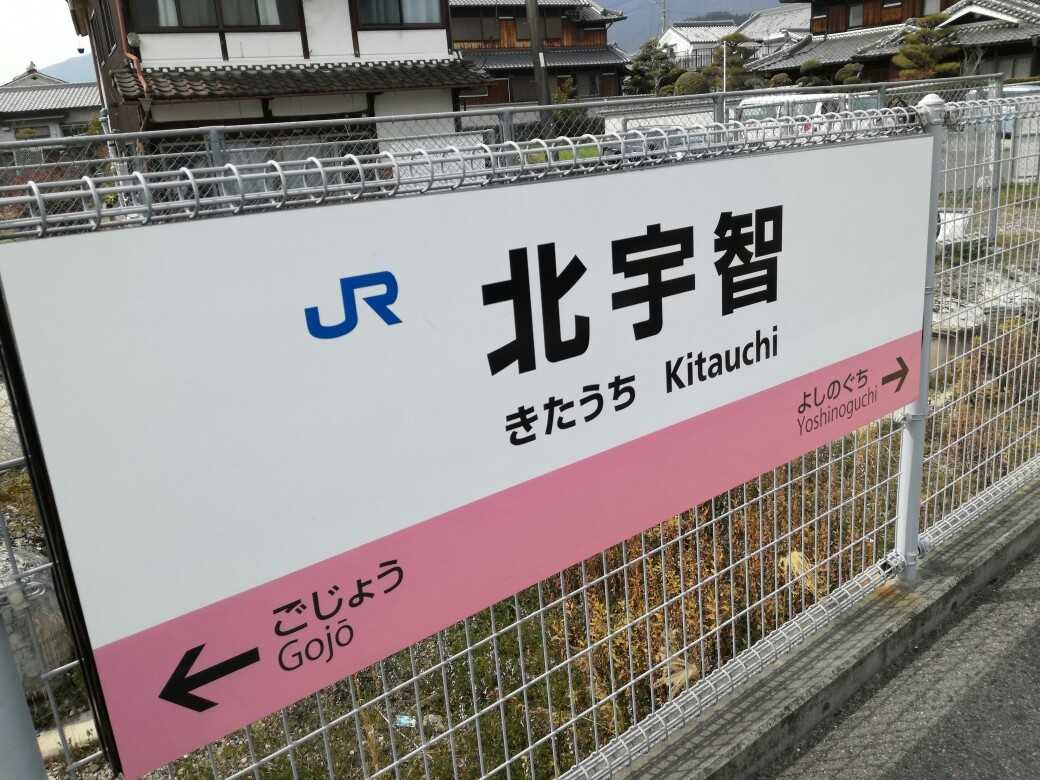 JR 北宇智
きたうち Kitauchi
よしのぐち →
Yoshinoguchi
← ごじょう
Gojō